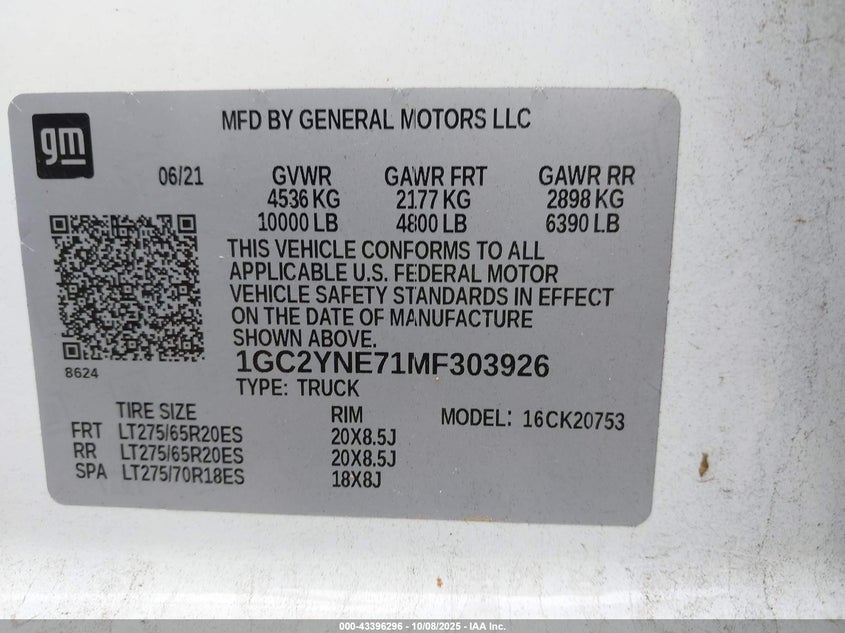 gm
MFD BY GENERAL MOTORS LLC
06/21 GVWR GAWR FRT GAWR RR
4536 KG 2177 KG 2898 KG
10000 LB 4800 LB 6390 LB
THIS VEHICLE CONFORMS TO ALL
APPLICABLE U.S. FEDERAL MOTOR
VEHICLE SAFETY STANDARDS IN EFFECT
ON THE DATE OF MANUFACTURE
SHOWN ABOVE.
8624
1GC2YNE71MF303926
TYPE: TRUCK
TIRE SIZE RIM MODEL: 16CK20753
FRT LT275/65R20ES 20X8.5J
RR LT275/65R20ES 20X8.5J
SPA LT275/70R18ES 18X8J
000-43396296 - 10/08/2025 - IAA Inc.